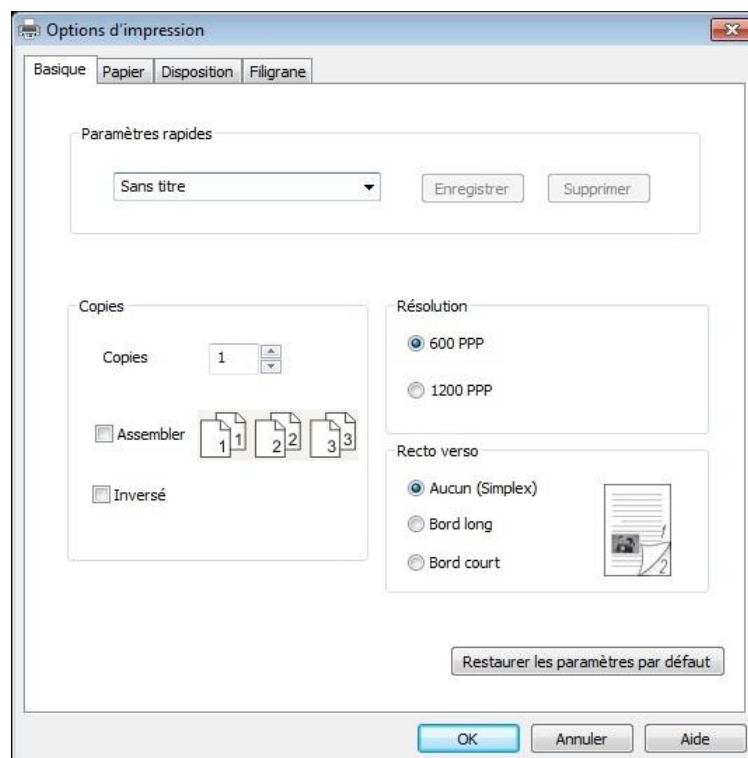 Options d'impression
Basique
Papier
Disposition
Filigrane
Paramètres rapides
Sans titre
Enregistrer
Supprimer
Copies
Copies
1
Assembler
1 1
2 2
3 3
Inversé
Résolution
600 PPP
1200 PPP
Recto verso
Aucun (Simplex)
Bord long
Bord court
1
2
Restaurer les paramètres par défaut
OK
Annuler
Aide